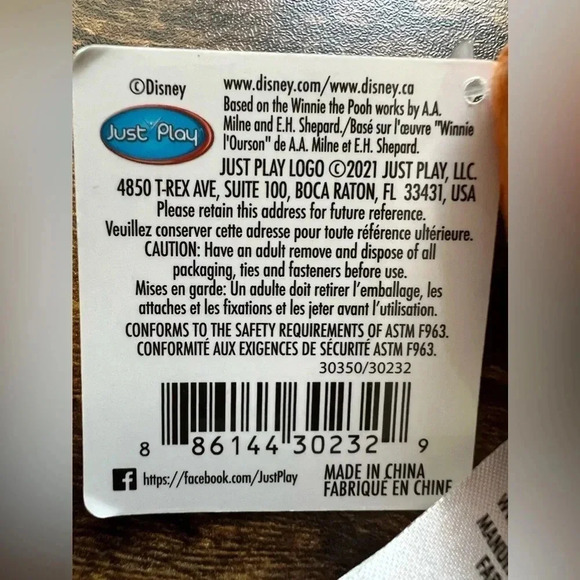 ©Disney
Just Play
www.disney.com/www.disney.ca
Based on the Winnie the Pooh works by A.A.
Milne and E.H. Shepard./Basé sur l'œuvre "Winnie
l'Ourson" de A.A. Milne et E.H. Shepard.
JUST PLAY LOGO ©2021 JUST PLAY, LLC.
4850 T-REX AVE, SUITE 100, BOCA RATON, FL 33431, USA
Please retain this address for future reference.
Veuillez conserver cette adresse pour toute référence ultérieure.
CAUTION: Have an adult remove and dispose of all
packaging, ties and fasteners before use.
Mises en garde: Un adulte doit retirer l'emballage, les
attaches et les fixations et les jeter avant l'utilisation.
CONFORMS TO THE SAFETY REQUIREMENTS OF ASTM F963.
CONFORMITÉ AUX EXIGENCES DE SÉCURITÉ ASTM F963.
30350/30232
8 86144 30232 9
f https://facebook.com/JustPlay
MADE IN CHINA
FABRIQUÉ EN CHINE